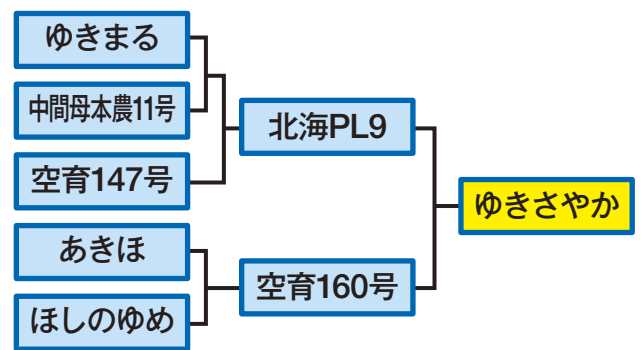 ゆきまる
中間母本農11号
北海PL9
空育147号
ゆきさやか
あきほ
空育160号
ほしのゆめ